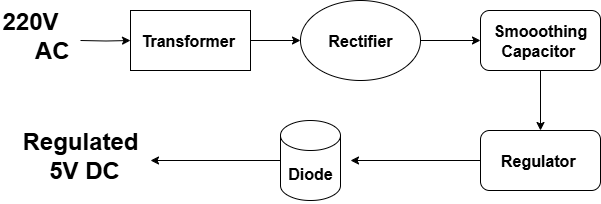 220V
AC
Transformer
Rectifier
Smooothing
Capacitor
Regulator
Diode
Regulated
5V DC